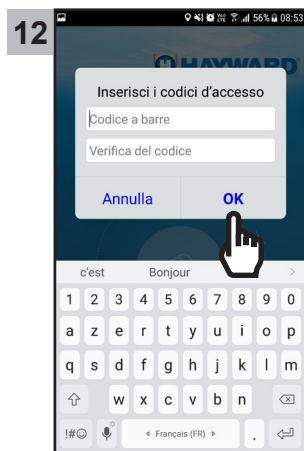 12
56% 08:53
HAYWARD
Inserisci i codici d'accesso
Codice a barre
Verifica del codice
Annulla
OK
c'est Bonjour
1 2 3 4 5 6 7 8 9 0
a z e r t y u i o p
q s d f g h j k l m
w x c v b n
!#☺ Français (FR) .